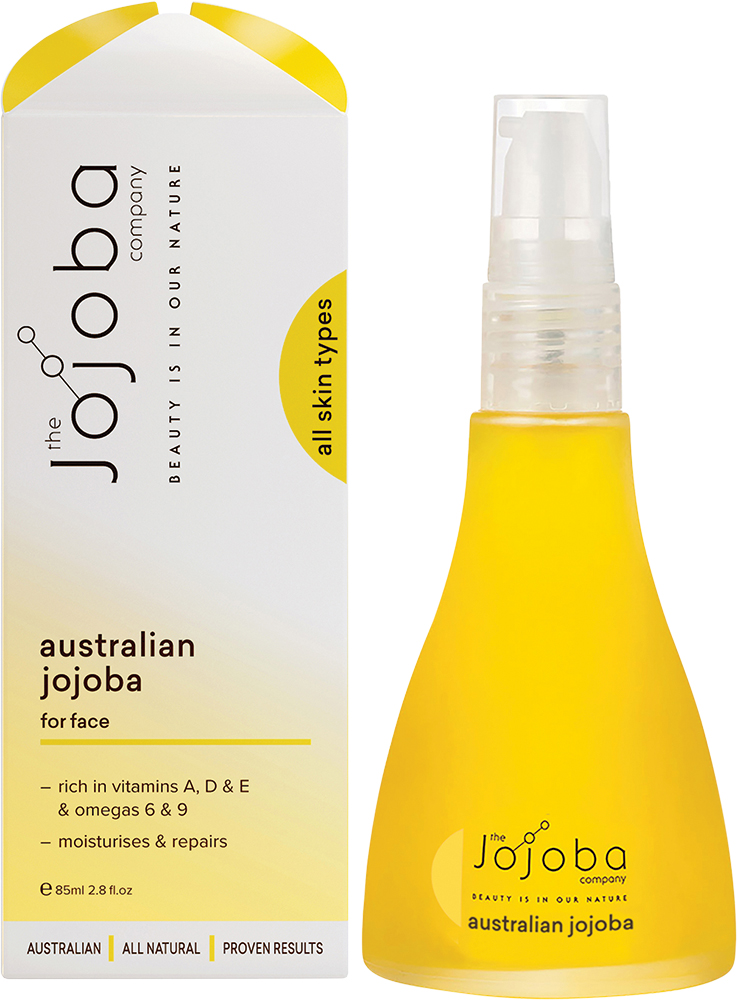 the
Jojoba
company
BEAUTY IS IN OUR NATURE
all skin types
australian
jojoba
for face
– rich in vitamins A, D & E
& omegas 6 & 9
– moisturises & repairs
e 85ml 2.8 fl.oz
AUSTRALIAN | ALL NATURAL | PROVEN RESULTS
the
Jojoba
company
BEAUTY IS IN OUR NATURE
australian jojoba